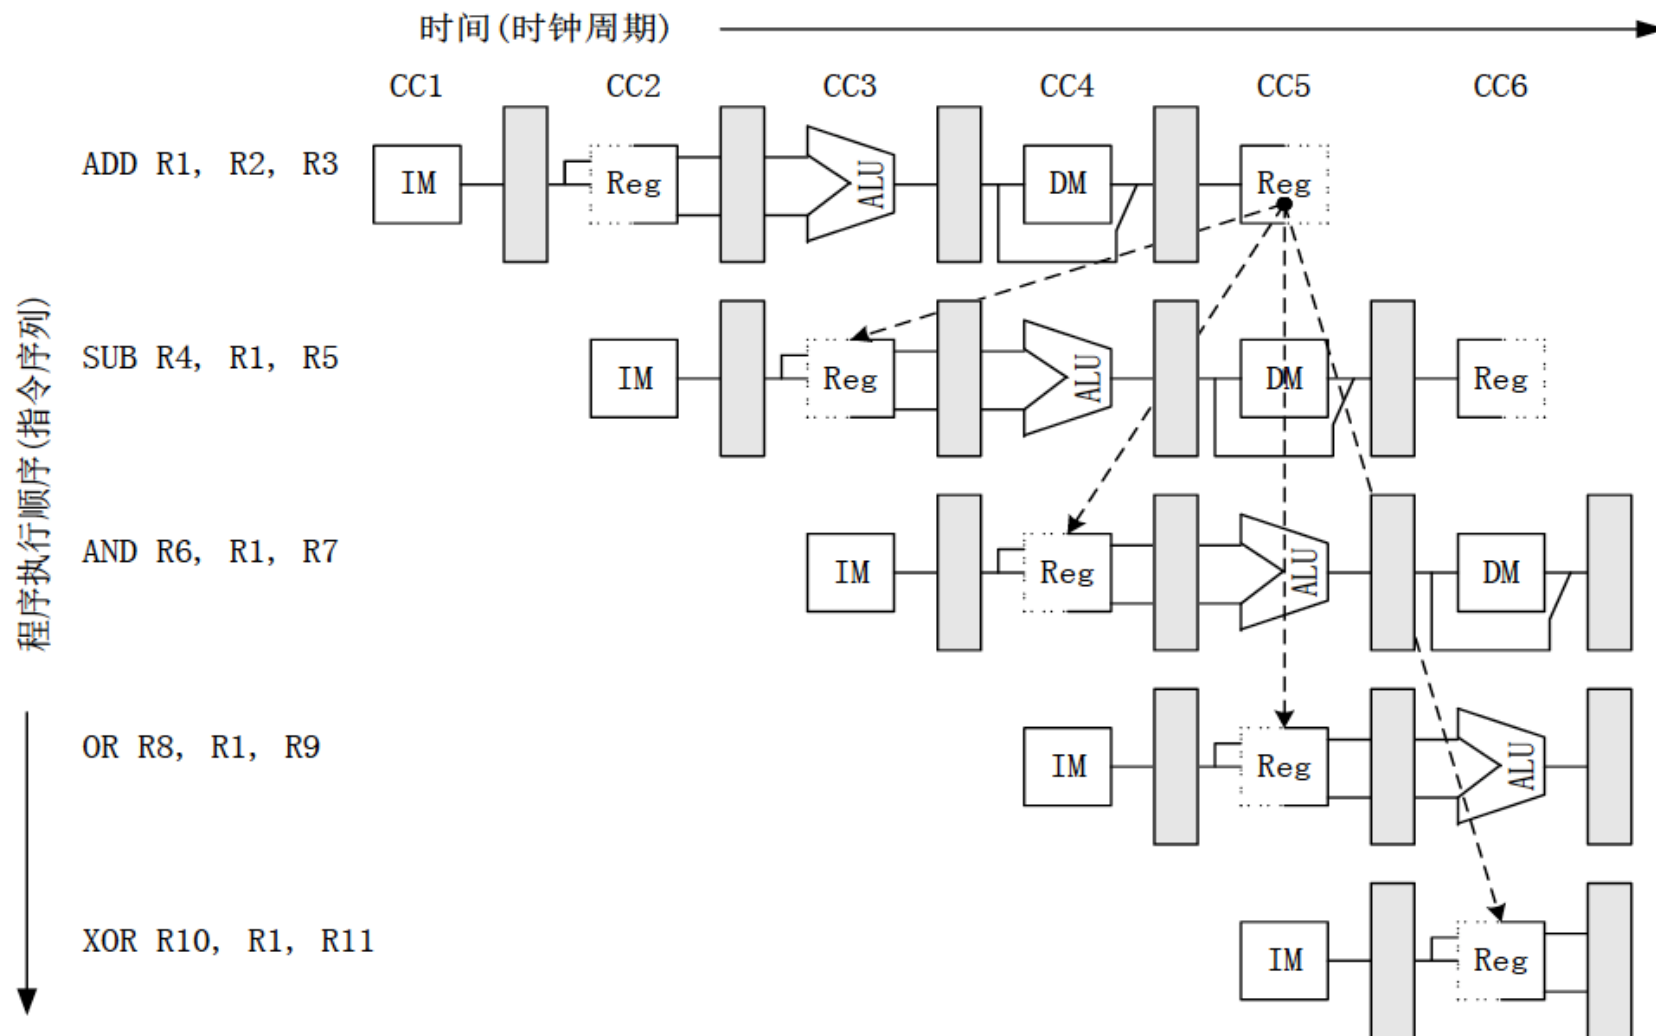 时间(时钟周期)
CC1 CC2 CC3 CC4 CC5 CC6
ADD R1, R2, R3 IM Reg ALU DM Reg
SUB R4, R1, R5 IM Reg ALU DM Reg
AND R6, R1, R7 IM Reg ALU DM
OR R8, R1, R9 IM Reg ALU
XOR R10, R1, R11 IM Reg
程序执行顺序(指令序列)